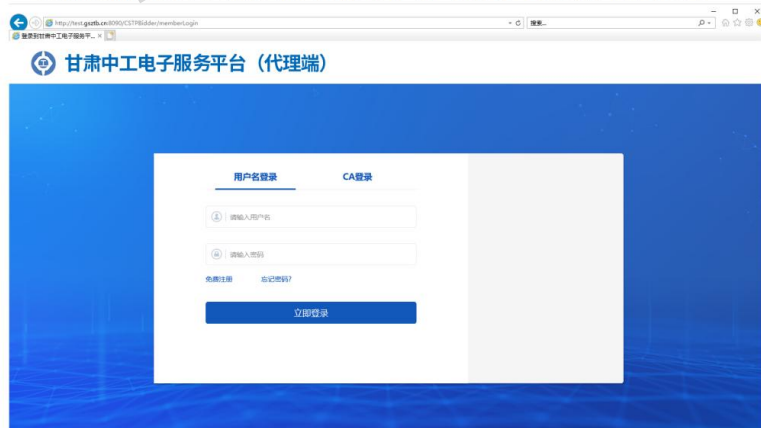 http://test.gsztb.cn:8090/CSTPBidder/memberLogin
搜索...
登录到甘肃中工电子服务平...
甘肃中工电子服务平台（代理端）
用户名登录 CA登录
请输入用户名
请输入密码
免费注册 忘记密码?
立即登录